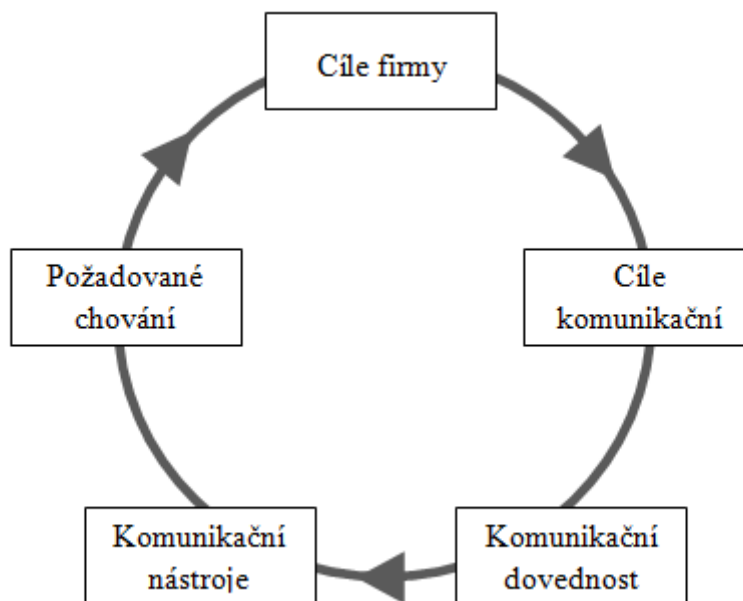 Cíle firmy
Požadované
chování
Cíle
komunikační
Komunikační
nástroje
Komunikační
dovednost